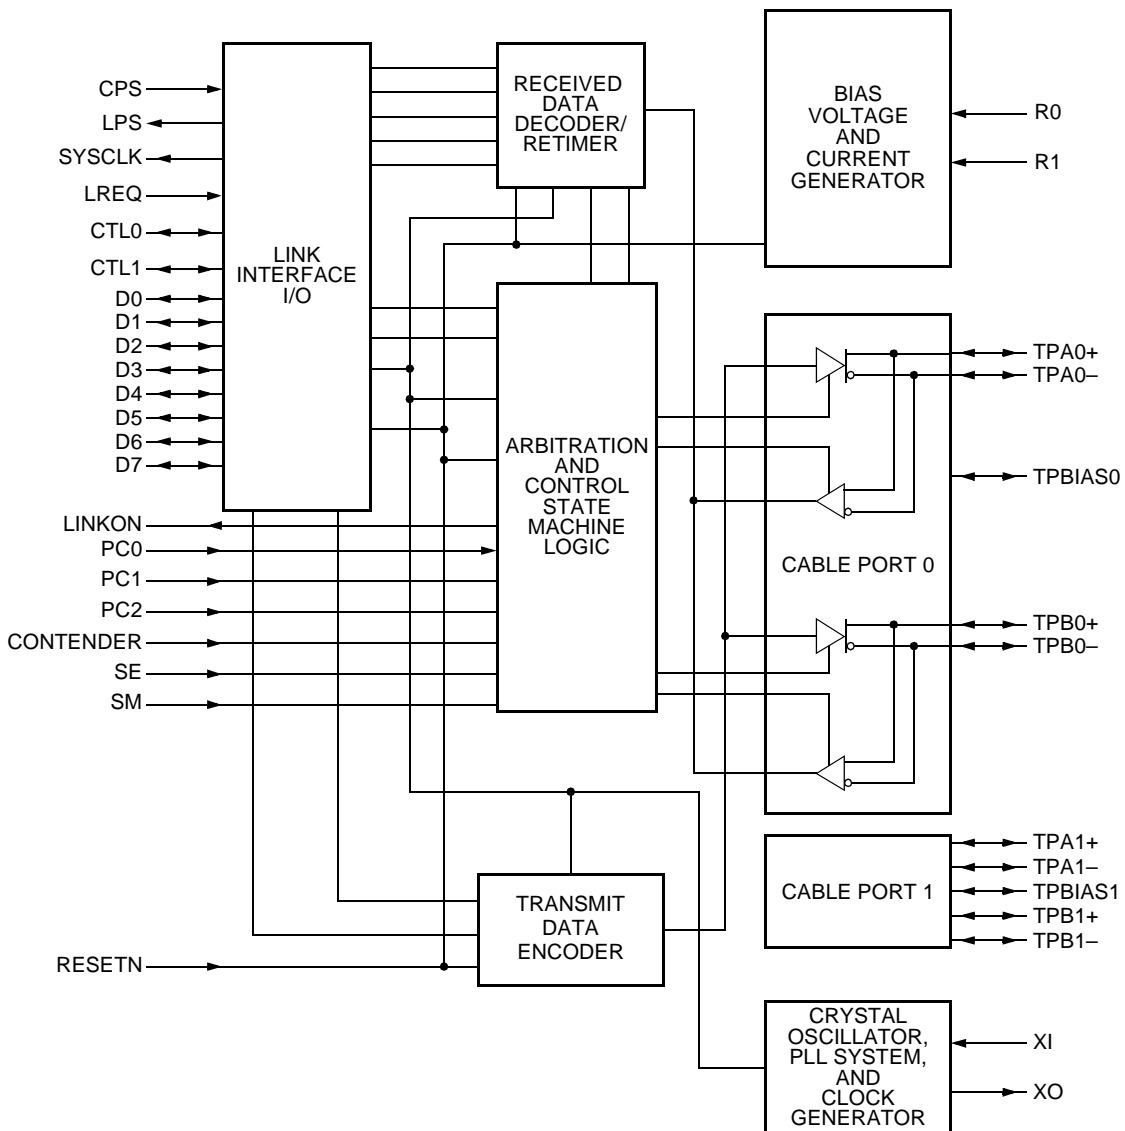 CPS
LPS
SYSCLK
LREQ
CTL0
CTL1
D0
D1
D2
D3
D4
D5
D6
D7
LINKON
PC0
PC1
PC2
CONTENDER
SE
SM
RESETN
LINK
INTERFACE
I/O
RECEIVED
DATA
DECODER/
RETIMER
ARBITRATION
AND
CONTROL
STATE
MACHINE
LOGIC
TRANSMIT
DATA
ENCODER
BIAS
VOLTAGE
AND
CURRENT
GENERATOR
R0
R1
CABLE PORT 0
TPA0+
TPA0–
TPBIAS0
TPB0+
TPB0–
CABLE PORT 1
TPA1+
TPA1–
TPBIAS1
TPB1+
TPB1–
CRYSTAL
OSCILLATOR,
PLL SYSTEM,
AND
CLOCK
GENERATOR
XI
XO